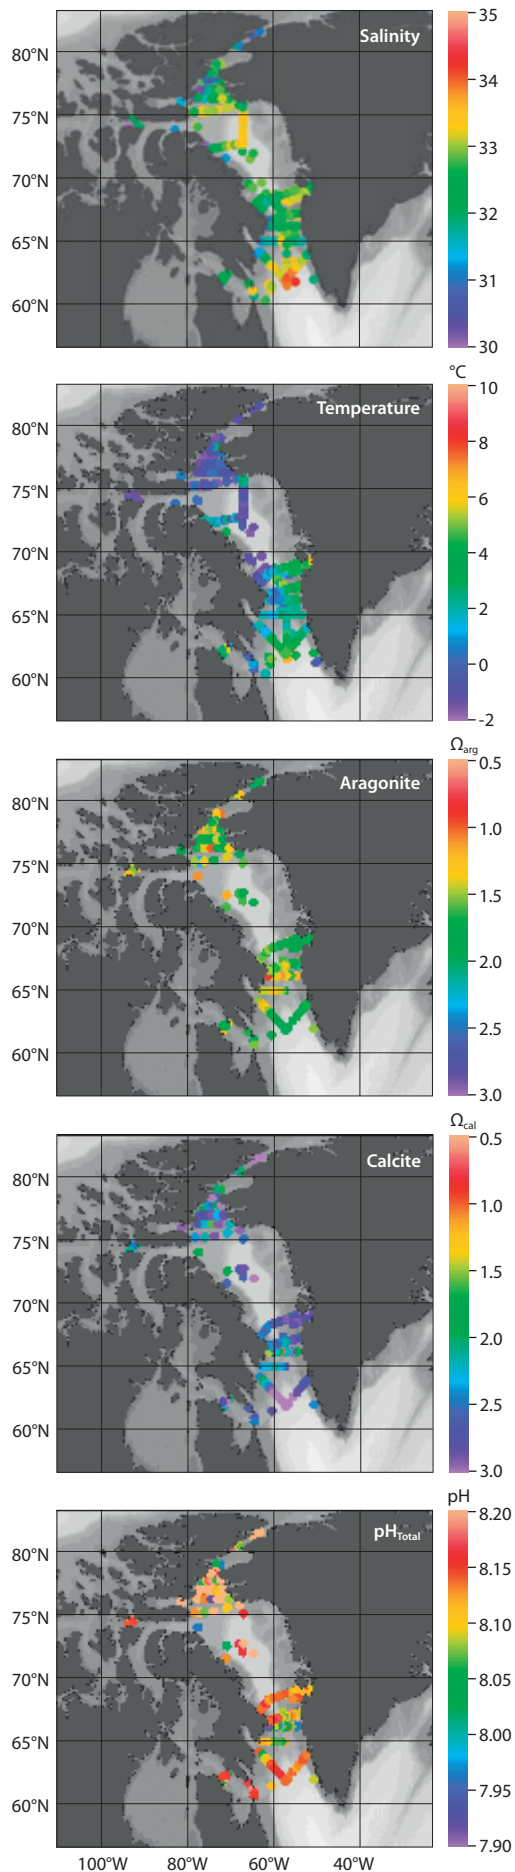 Salinity
80°N
75°N
70°N
65°N
60°N
35
34
33
32
31
30
°C
Temperature
80°N
75°N
70°N
65°N
60°N
10
8
6
4
2
0
-2
Ωarg
Aragonite
80°N
75°N
70°N
65°N
60°N
0.5
1.0
1.5
2.0
2.5
3.0
Ωcal
Calcite
80°N
75°N
70°N
65°N
60°N
0.5
1.0
1.5
2.0
2.5
3.0
pH
pHTotal
80°N
75°N
70°N
65°N
60°N
8.20
8.15
8.10
8.05
8.00
7.95
7.90
100°W 80°W 60°W 40°W